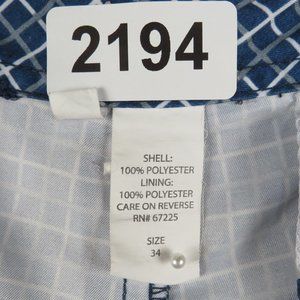 2194
SHELL:
100% POLYESTER
LINING:
100% POLYESTER
CARE ON REVERSE
RN# 67225
SIZE
34